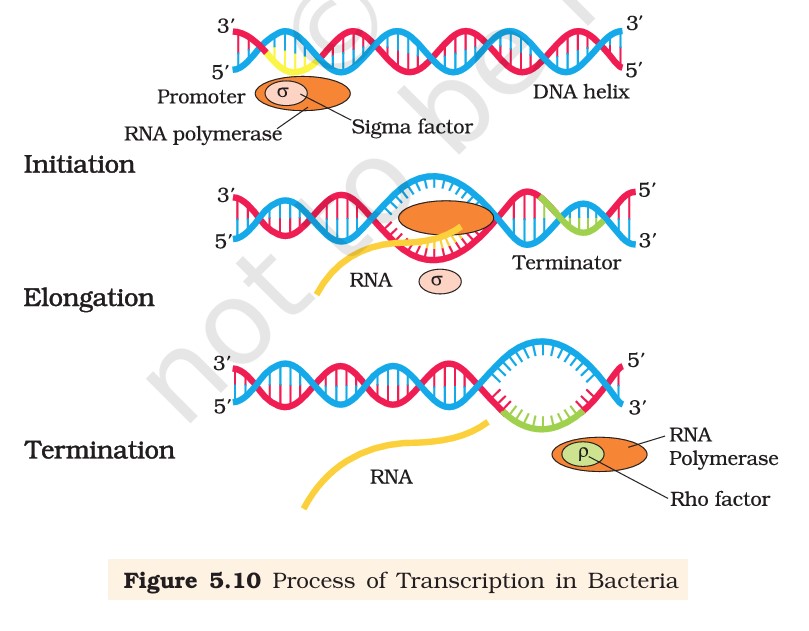 3′ 3′
5′ 5′
Promoter σ DNA helix
RNA polymerase Sigma factor
Initiation
3′ 5′
5′ 3′
Terminator
RNA σ
Elongation
3′ 5′
5′ 3′
RNA
Polymerase
ρ
Termination
RNA
Rho factor
Figure 5.10 Process of Transcription in Bacteria
© not to be r